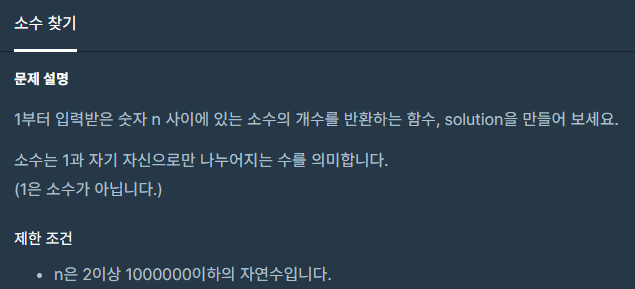 소수 찾기
문제 설명
1부터 입력받은 숫자 n 사이에 있는 소수의 개수를 반환하는 함수, solution을 만들어 보세요.
소수는 1과 자기 자신으로만 나누어지는 수를 의미합니다.
(1은 소수가 아닙니다.)
제한 조건
• n은 2이상 1000000이하의 자연수입니다.